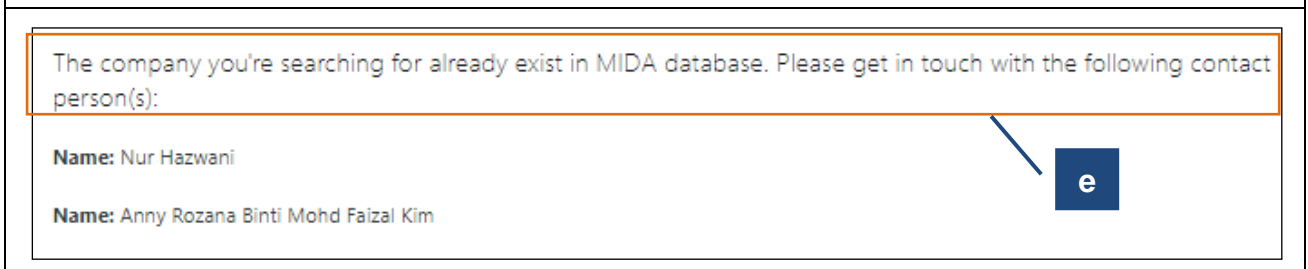 The company you're searching for already exist in MIDA database. Please get in touch with the following contact
person(s):
Name: Nur Hazwani
e
Name: Anny Rozana Binti Mohd Faizal Kim